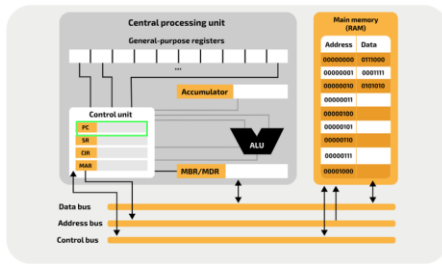 Central processing unit
General-purpose registers
...
Accumulator
Control unit
PC
SR
CIR
MAR
ALU
MBR/MDR
Main memory
(RAM)
Address Data
00000000 0111000
00000001 0001111
00000010 0101010
00000011
00000100
00000101
00000110
00000111
00001000
Data bus
Address bus
Control bus